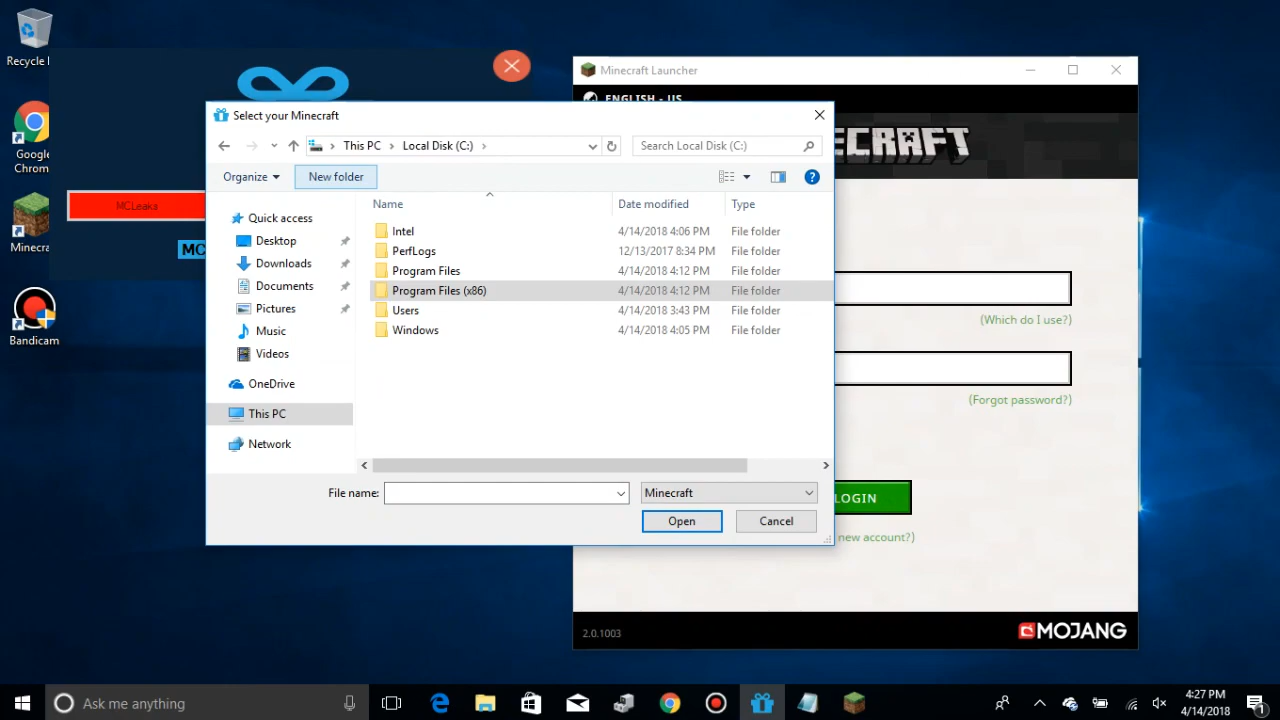 Recycle
Google
Chrom
Minecra
Bandicam
MCLeaks
MC
Select your Minecraft
This PC
Local Disk (C:)
Search Local Disk (C:)
Organize
New folder
Quick access
Desktop
Downloads
Documents
Pictures
Music
Videos
OneDrive
This PC
Network
Name Date modified Type
Intel 4/14/2018 4:06 PM File folder
PerfLogs 12/13/2017 8:34 PM File folder
Program Files 4/14/2018 4:12 PM File folder
Program Files (x86) 4/14/2018 4:12 PM File folder
Users 4/14/2018 3:43 PM File folder
Windows 4/14/2018 4:05 PM File folder
File name:
Minecraft
Open
Cancel
Minecraft Launcher
ENGLISH - US
ECRAFT
(Which do I use?)
(Forgot password?)
LOGIN
new account?)
2.0.1003
MOJANG
Ask me anything
4:27 PM
4/14/2018
1